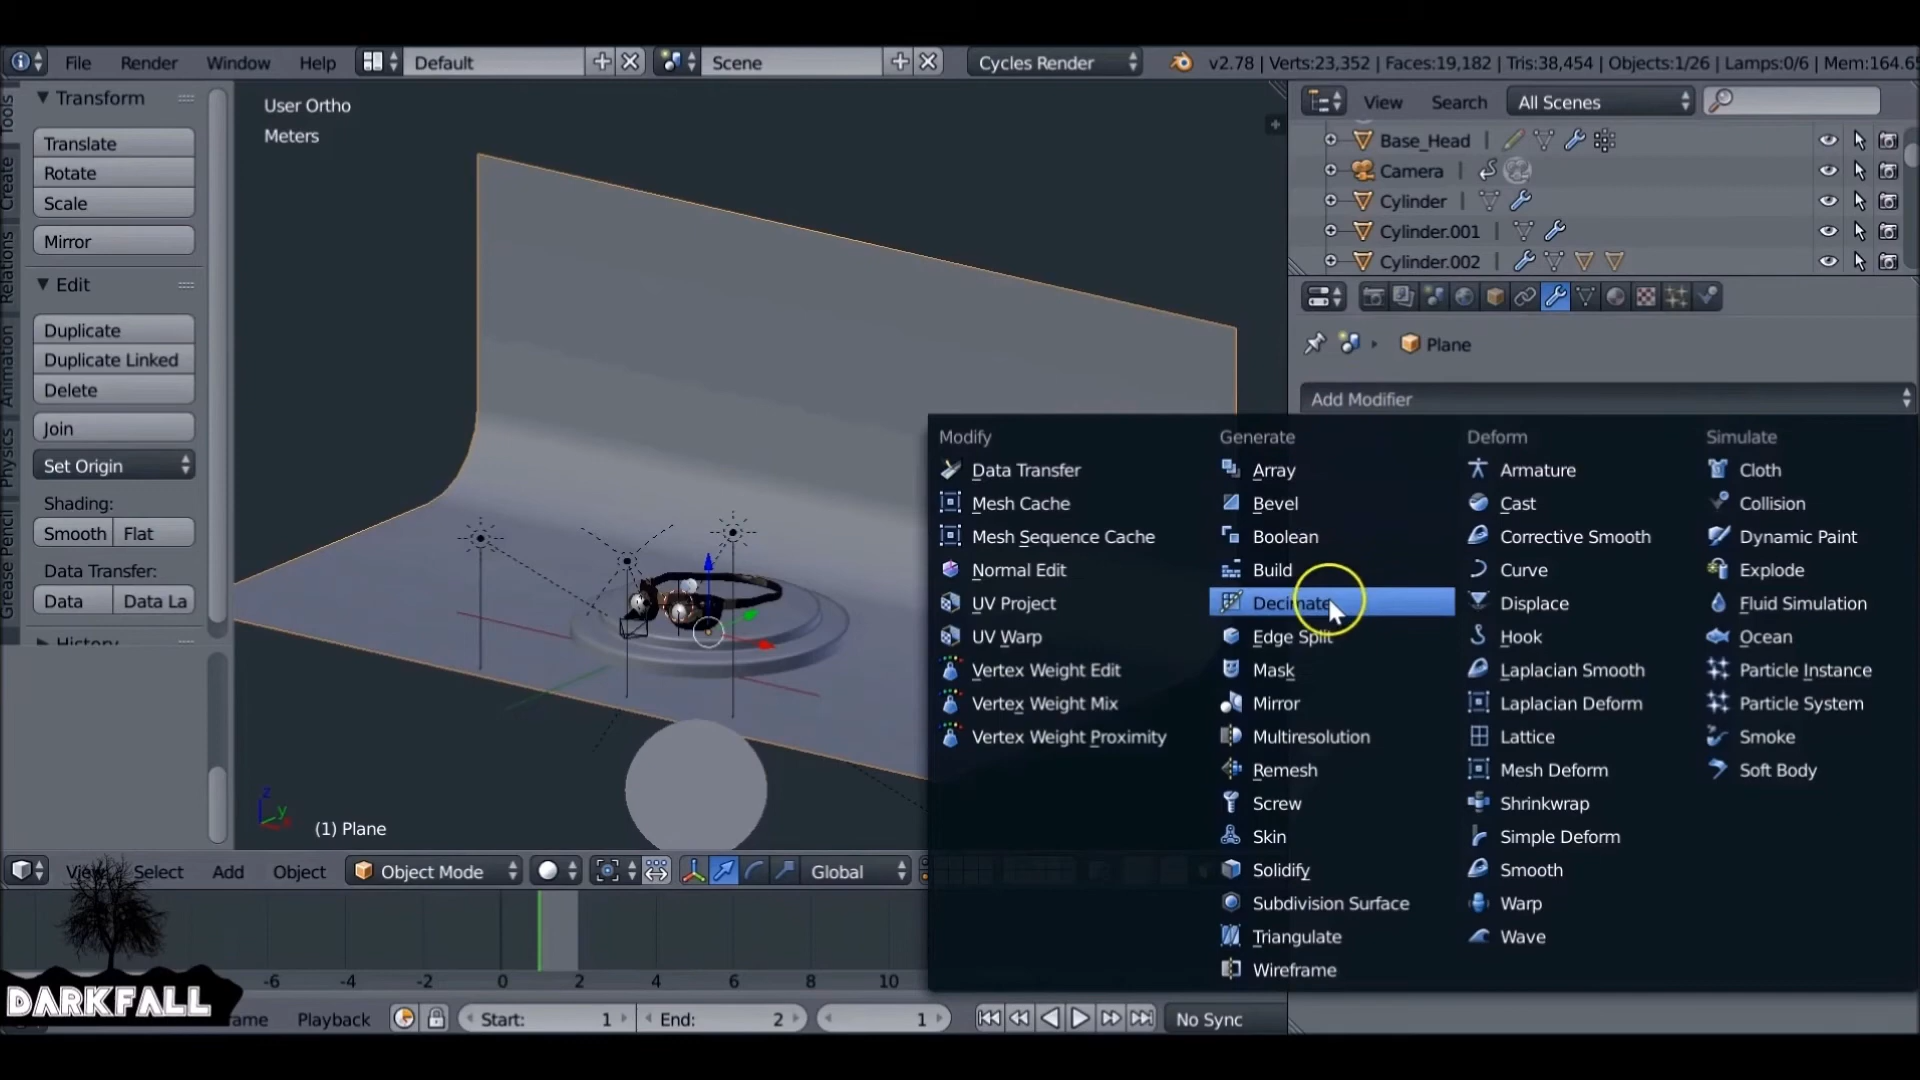 File Render Window Help Default Scene Cycles Render v2.78 | Verts:23,352 | Faces:19,182 | Tris:38,454 | Objects:1/26 | Lamps:0/6 | Mem:164.6
Transform
Translate
Rotate
Scale
Mirror
Edit
Duplicate
Duplicate Linked
Delete
Join
Set Origin
Shading:
Smooth Flat
Data Transfer:
Data Data La
History
Tools
Create
Relations
Animation
Physics
Grease Pencil
User Ortho
Meters
(1) Plane
View Search All Scenes
Base_Head
Camera
Cylinder
Cylinder.001
Cylinder.002
Plane
Add Modifier
Modify
Data Transfer
Mesh Cache
Mesh Sequence Cache
Normal Edit
UV Project
UV Warp
Vertex Weight Edit
Vertex Weight Mix
Vertex Weight Proximity
Generate
Array
Bevel
Boolean
Build
Decimate
Edge Split
Mask
Mirror
Multiresolution
Remesh
Screw
Skin
Solidify
Subdivision Surface
Triangulate
Wireframe
Deform
Armature
Cast
Corrective Smooth
Curve
Displace
Hook
Laplacian Smooth
Laplacian Deform
Lattice
Mesh Deform
Shrinkwrap
Simple Deform
Smooth
Warp
Wave
Simulate
Cloth
Collision
Dynamic Paint
Explode
Fluid Simulation
Ocean
Particle Instance
Particle System
Smoke
Soft Body
z
y
View Select Add Object Object Mode Global
-6 -4 -2 0 2 4 6 8 10
DARKFALL
ame Playback Start: 1 End: 2 1 No Sync